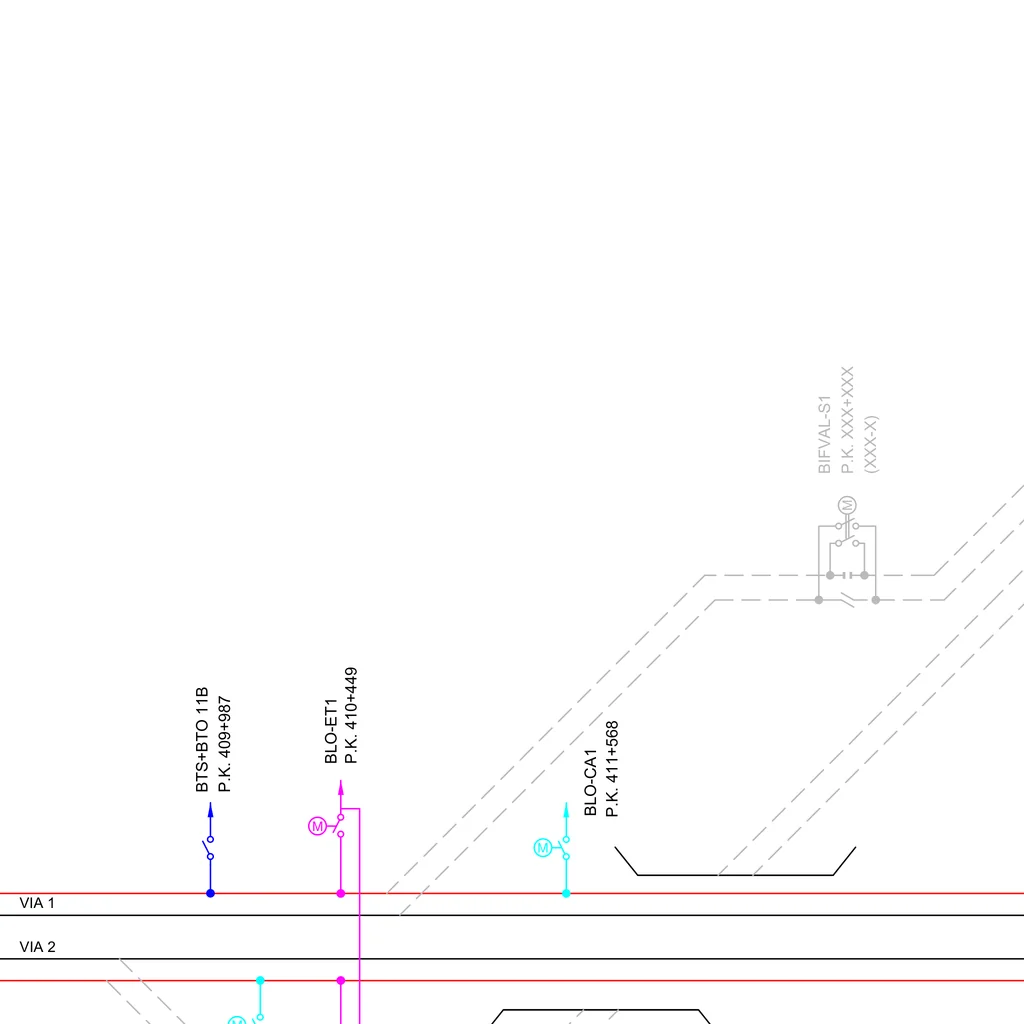 BIFVAL-S1
P.K. XXX+XXX
(XXX-X)
M
BTS+BTO 11B
P.K. 409+987
BLO-ET1
P.K. 410+449
M
BLO-CA1
P.K. 411+568
M
VIA 1
VIA 2
M